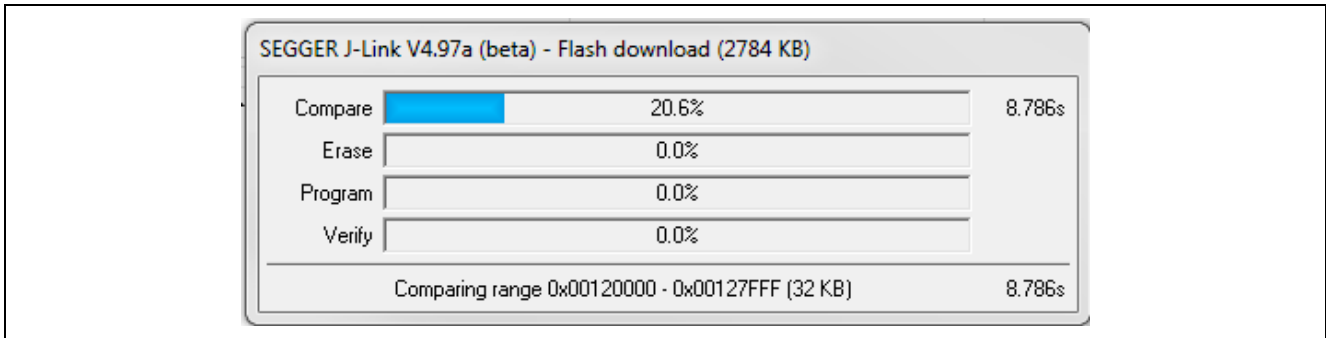 SEGGER J-Link V4.97a (beta) - Flash download (2784 KB)
Compare 20.6% 8.786s
Erase 0.0%
Program 0.0%
Verify 0.0%
Comparing range 0x00120000 - 0x00127FFF (32 KB) 8.786s